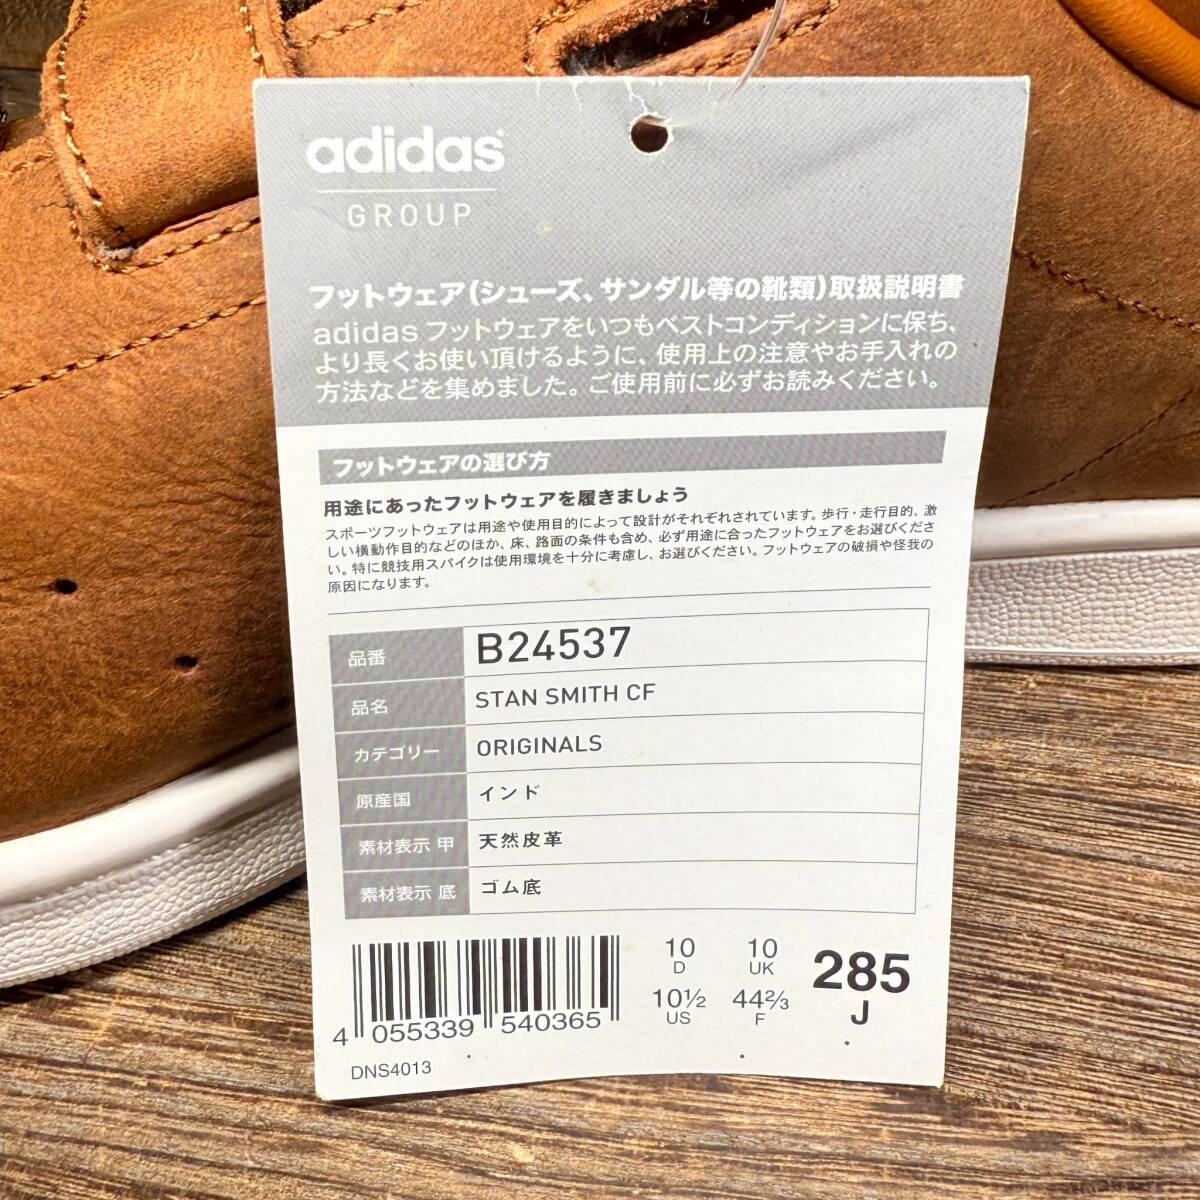 adidas
GROUP
フットウェア(シューズ、サンダル等の靴類)取扱説明書
adidas フットウェアをいつもベストコンディションに保ち、
より長くお使い頂けるように、使用上の注意やお手入れの
方法などを集めました。ご使用前に必ずお読みください。
フットウェアの選び方
用途にあったフットウェアを履きましょう
スポーツフットウェアは用途や使用目的によって設計がそれぞれされています。歩行・走行目的、激
しい横動作目的などのほか、床、路面の条件も含め、必ず用途に合ったフットウェアをお選びくださ
い。特に競技用スパイクは使用環境を十分に考慮し、お選びください。フットウェアの破損や怪我の
原因になります。
品番 B24537
品名 STAN SMITH CF
カテゴリー ORIGINALS
原産国 インド
素材表示 甲 天然皮革
素材表示 底 ゴム底
10 D
10 UK
10½ US
44⅔ F
285 J
4 055339 540365
DNS4013